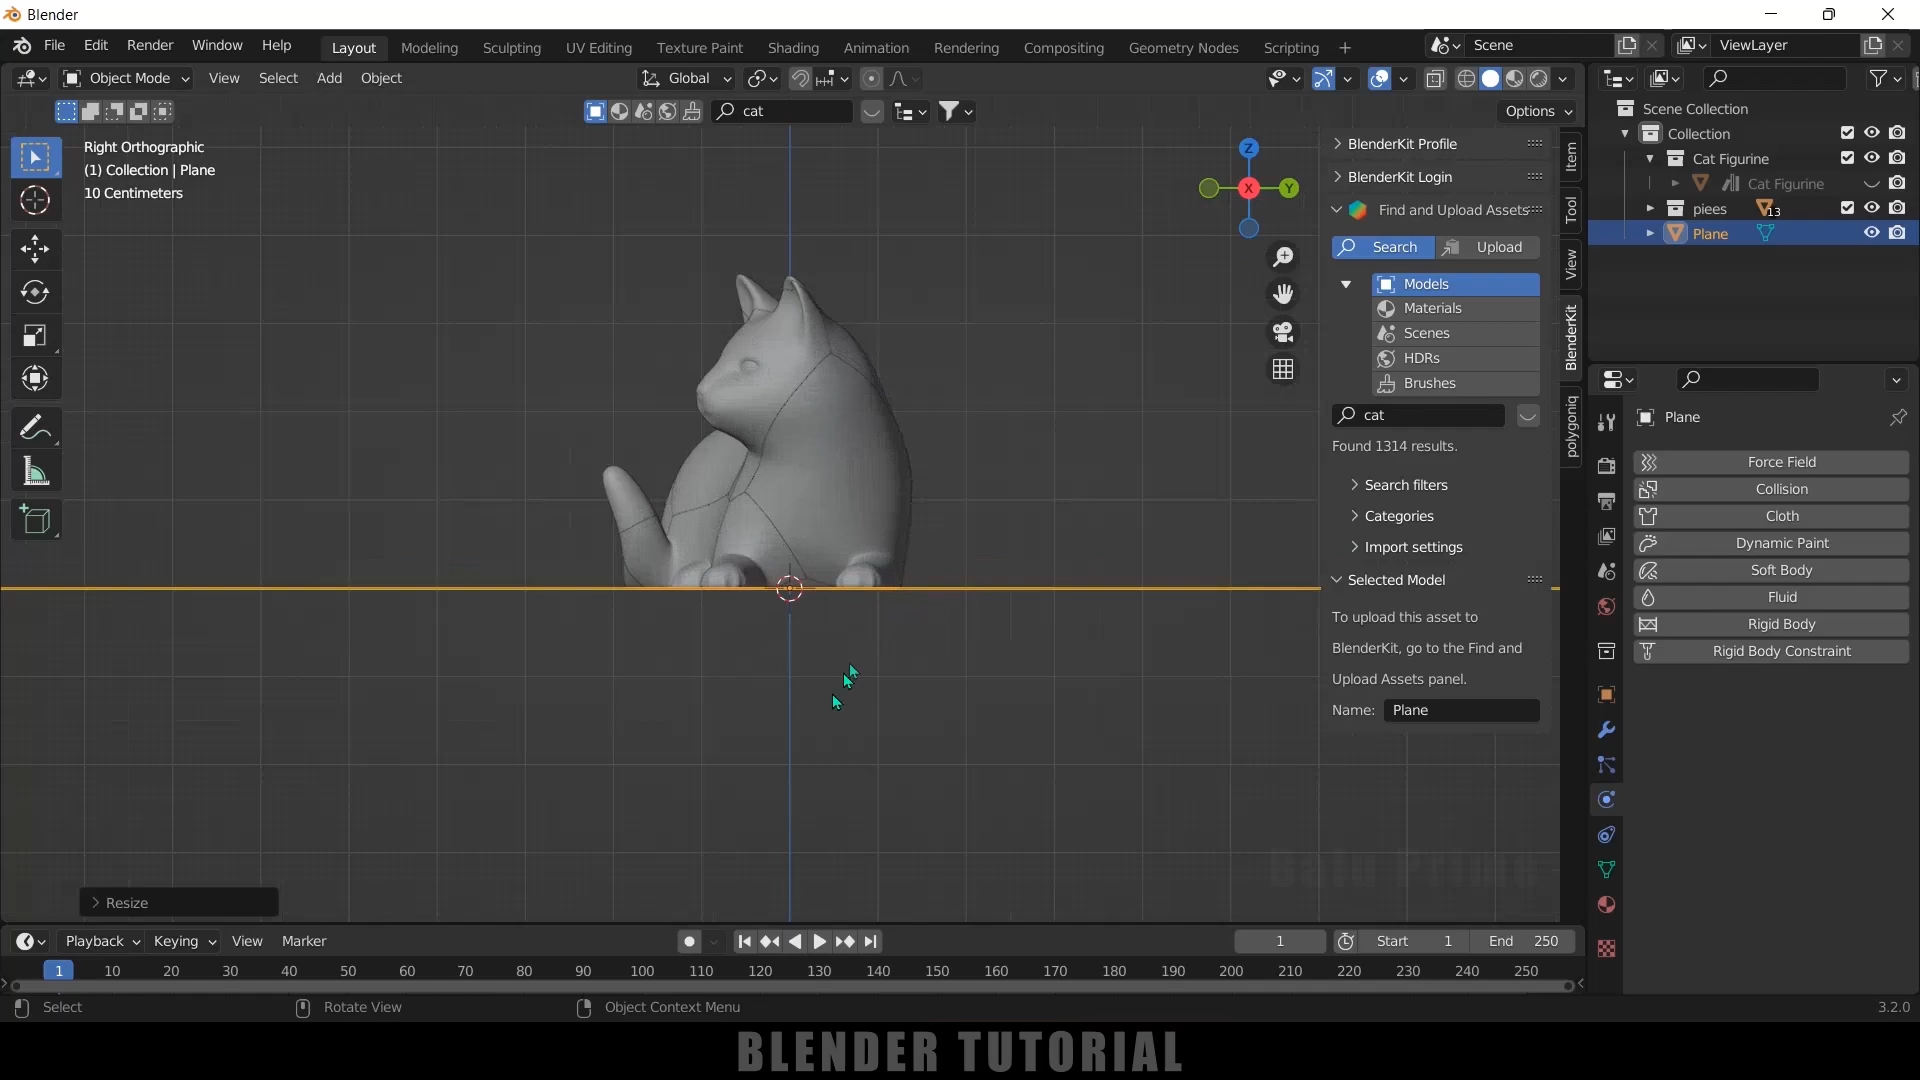 Blender
File Edit Render Window Help Layout Modeling Sculpting UV Editing Texture Paint Shading Animation Rendering Compositing Geometry Nodes Scripting + Scene ViewLayer
Object Mode View Select Add Object Global
cat Options
Right Orthographic
(1) Collection | Plane
10 Centimeters
Z
X
Y
BlenderKit Profile
BlenderKit Login
Find and Upload Assets
Search Upload
Models
Materials
Scenes
HDRs
Brushes
cat
Found 1314 results.
Search filters
Categories
Import settings
Selected Model
To upload this asset to
BlenderKit, go to the Find and
Upload Assets panel.
Name: Plane
Item
Tool
View
BlenderKit
polygoniq
Scene Collection
Collection
Cat Figurine
Cat Figurine
piees 13
Plane
Plane
Force Field
Collision
Cloth
Dynamic Paint
Soft Body
Fluid
Rigid Body
Rigid Body Constraint
Balu Prime
Resize
Playback Keying View Marker 1 Start 1 End 250
1 10 20 30 40 50 60 70 80 90 100 110 120 130 140 150 160 170 180 190 200 210 220 230 240 250
Select Rotate View Object Context Menu 3.2.0
BLENDER TUTORIAL